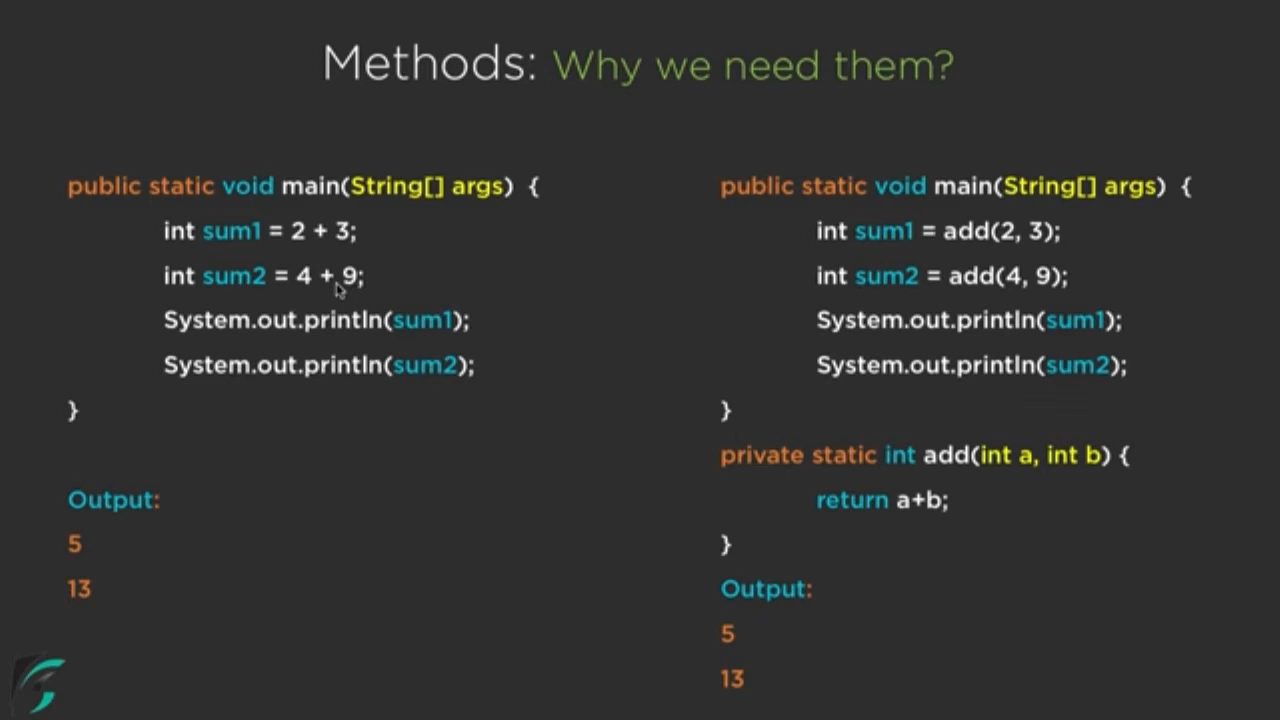 Methods: Why we need them?
public static void main(String[] args) {
int sum1 = 2 + 3;
int sum2 = 4 + 9;
System.out.println(sum1);
System.out.println(sum2);
}
Output:
5
13
public static void main(String[] args) {
int sum1 = add(2, 3);
int sum2 = add(4, 9);
System.out.println(sum1);
System.out.println(sum2);
}
private static int add(int a, int b) {
return a+b;
}
Output:
5
13